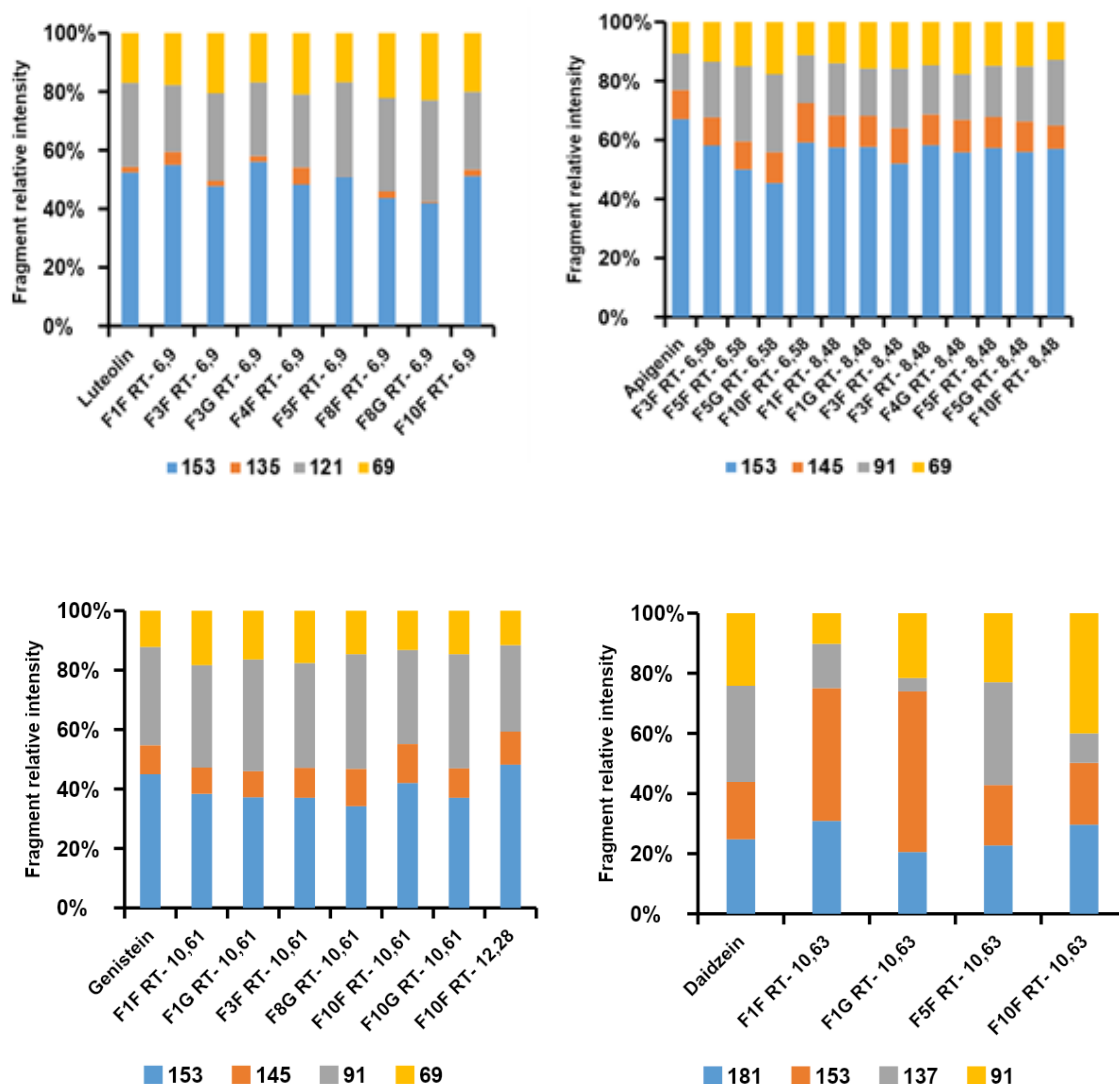 100%
80%
60%
40%
20%
0%
Fragment relative intensity
Luteolin
F1F RT- 6,9
F3F RT- 6,9
F3G RT- 6,9
F4F RT- 6,9
F5F RT- 6,9
F8F RT- 6,9
F8G RT- 6,9
F10F RT- 6,9
153 135 121 69
100%
80%
60%
40%
20%
0%
Fragment relative intensity
Apigenin
F3F RT- 6,58
F5F RT- 6,58
F5G RT- 6,58
F10F RT- 6,58
F1F RT- 8,48
F1G RT- 8,48
F3F RT- 8,48
F3F RT- 8,48
F4G RT- 8,48
F5F RT- 8,48
F5G RT- 8,48
F10F RT- 8,48
153 145 91 69
100%
80%
60%
40%
20%
0%
Fragment relative intensity
Genistein
F1F RT- 10,61
F1G RT- 10,61
F3F RT- 10,61
F8G RT- 10,61
F10F RT- 10,61
F10G RT- 10,61
F10F RT- 12,28
153 145 91 69
100%
80%
60%
40%
20%
0%
Fragment relative intensity
Daidzein
F1F RT- 10,63
F1G RT- 10,63
F5F RT- 10,63
F10F RT- 10,63
181 153 137 91